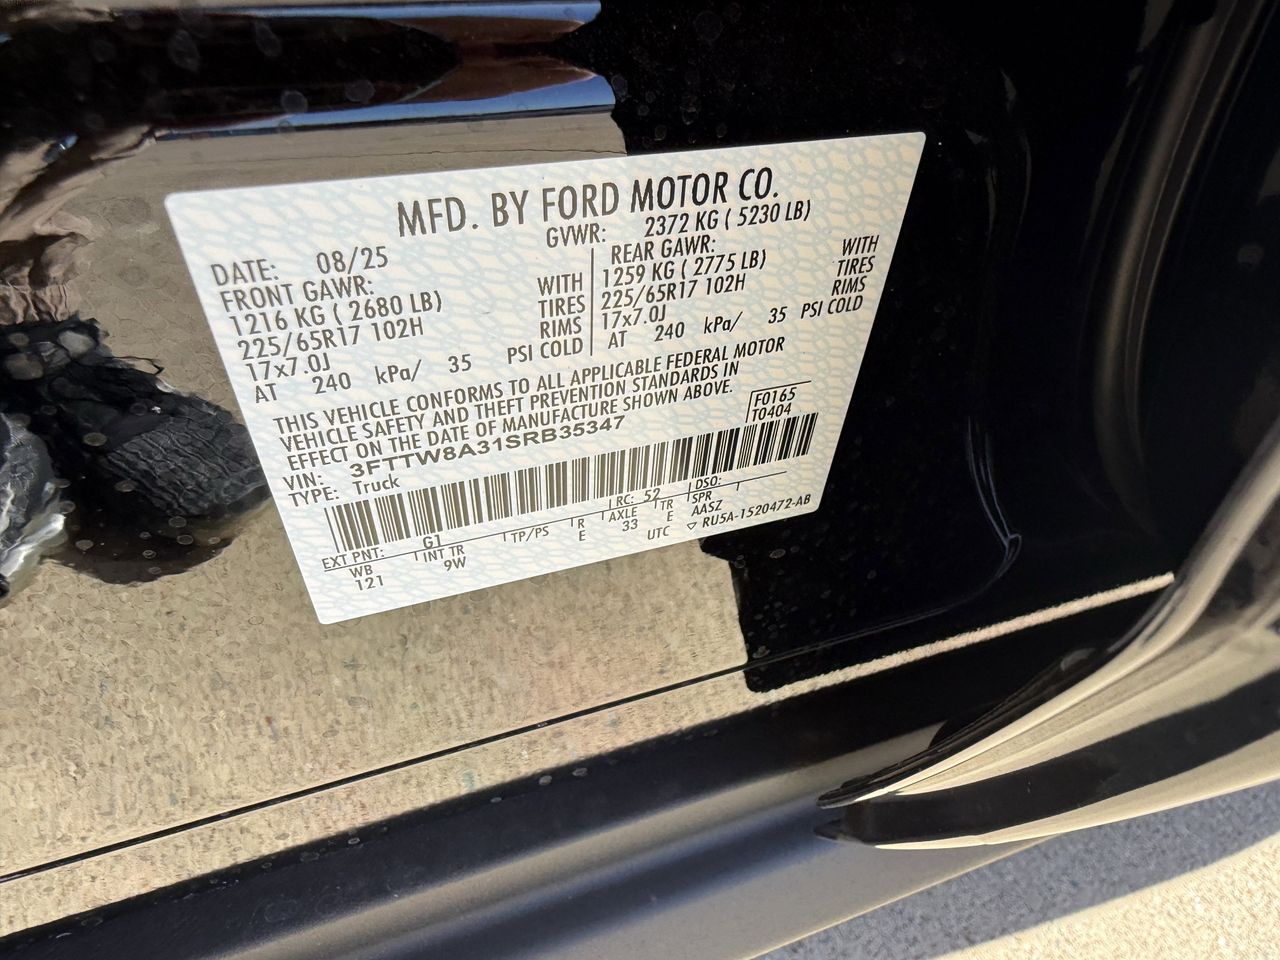 MFD. BY FORD MOTOR CO.
DATE: 08/25 GVWR: 2372 KG ( 5230 LB)
FRONT GAWR: REAR GAWR:
1216 KG ( 2680 LB) WITH 1259 KG ( 2775 LB) WITH
225/65R17 102H TIRES 225/65R17 102H TIRES
17x7.0J RIMS 17x7.0J RIMS
AT 240 kPa/ 35 PSI COLD AT 240 kPa/ 35 PSI COLD
THIS VEHICLE CONFORMS TO ALL APPLICABLE FEDERAL MOTOR
VEHICLE SAFETY AND THEFT PREVENTION STANDARDS IN
EFFECT ON THE DATE OF MANUFACTURE SHOWN ABOVE.
VIN: 3FTTW8A31SRB35347 F0165
TYPE: Truck T0404
EXT PNT: G1 RC: 52 DSO:
WB INT TR TP/PS R AXLE TR SPR
121 9W E 33 E AASZ
UTC ▽ RU5A-1520472-AB